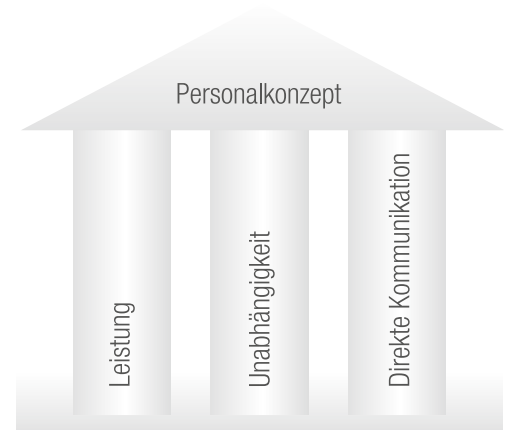 Personalkonzept
Leistung
Unabhängigkeit
Direkte Kommunikation